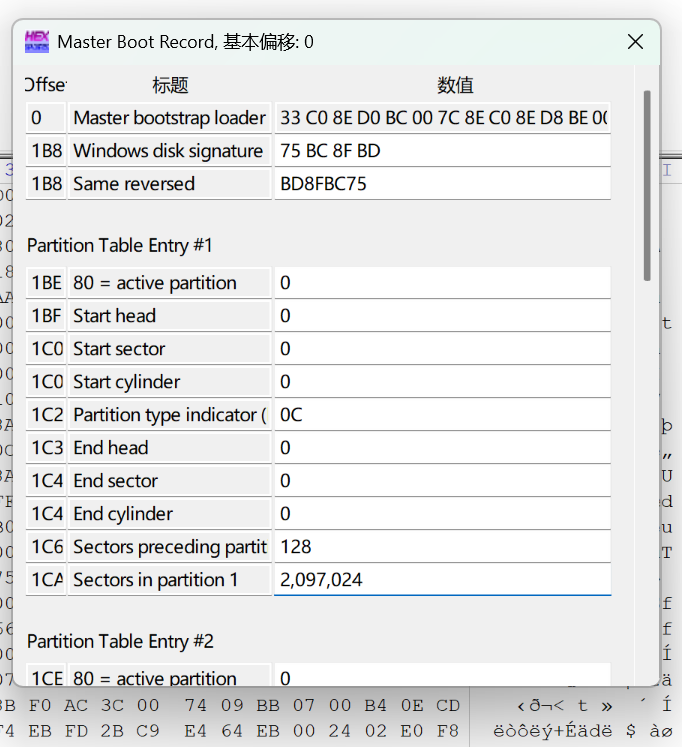 HEX
Master Boot Record, 基本偏移: 0
Offse 标题 数值
0 Master bootstrap loader 33 C0 8E D0 BC 00 7C 8E C0 8E D8 BE 00
1B8 Windows disk signature 75 BC 8F BD
1B8 Same reversed BD8FBC75
Partition Table Entry #1
1BE 80 = active partition 0
1BF Start head 0
1C0 Start sector 0
1C0 Start cylinder 0
1C2 Partition type indicator ( 0C
1C3 End head 0
1C4 End sector 0
1C4 End cylinder 0
1C6 Sectors preceding partit 128
1CA Sectors in partition 1 2,097,024
Partition Table Entry #2
1CE 80 = active partition 0
8B F0 AC 3C 00 74 09 BB 07 00 B4 0E CD ‹ð¬< t » ´ Í
F4 EB FD 2B C9 E4 64 EB 00 24 02 E0 F8 ëòôëý+Éädë $ àø